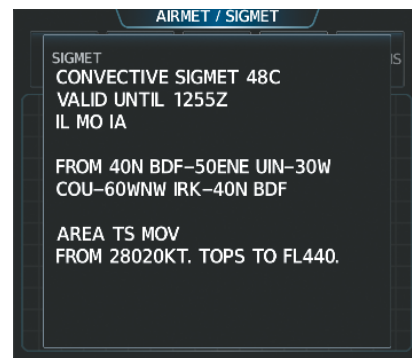 AIRMET / SIGMET
SIGMET
CONVECTIVE SIGMET 48C
VALID UNTIL 1255Z
IL MO IA
FROM 40N BDF–50ENE UIN–30W
COU–60WNW IRK–40N BDF
AREA TS MOV
FROM 28020KT. TOPS TO FL440.